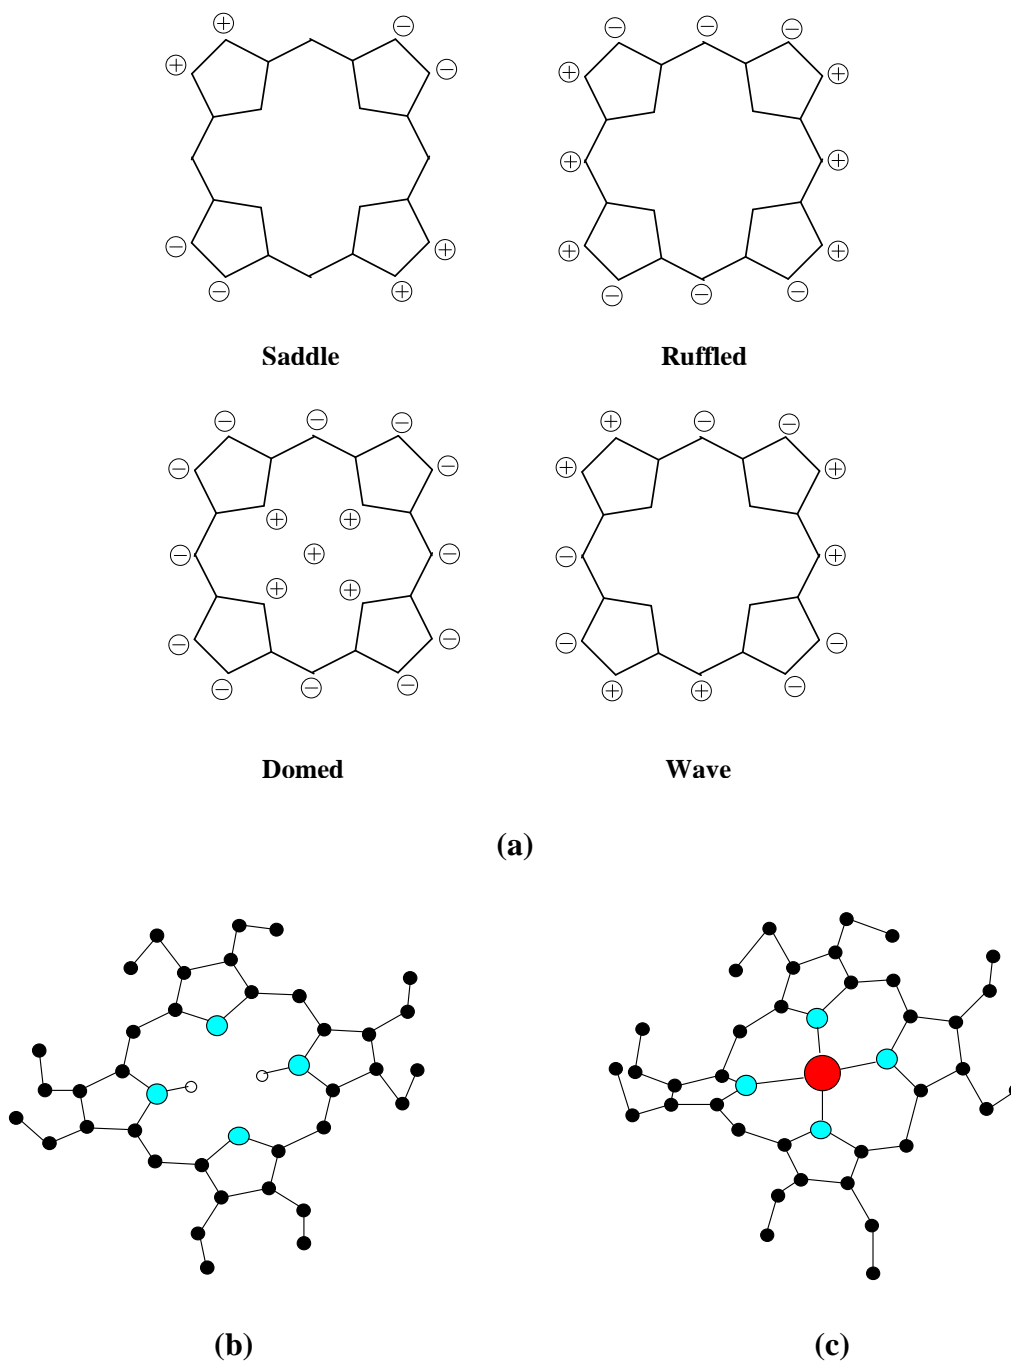 + −
+ −
− +
− +
Saddle
− − −
+ +
+ +
+ +
− − −
Ruffled
− − −
− −
+ +
− + −
+ +
− −
− − −
Domed
+ − −
+ +
− +
− −
+ + −
Wave
(a)
(b)
(c)